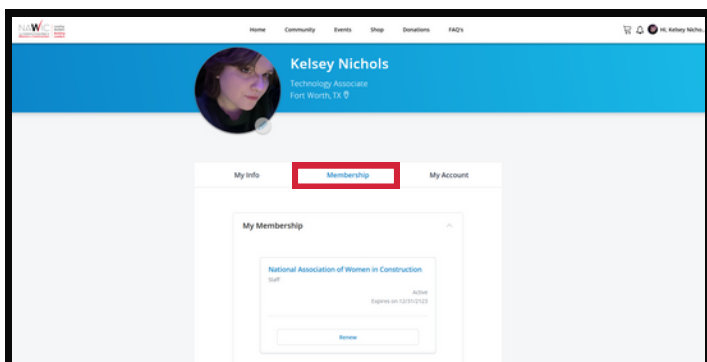 NAWIC
Home Community Events Shop Donations FAQ's
Hi, Kelsey Nicho..
Kelsey Nichols
Technology Associate
Fort Worth, TX
My Info Membership My Account
My Membership
National Association of Women in Construction
Staff
Active
Expires on 12/31/2123
Renew